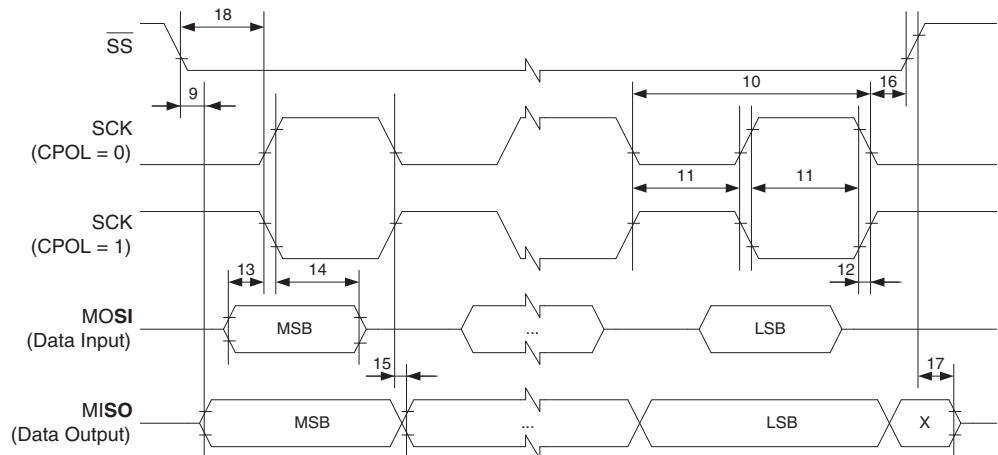 18
SS
9
10
16
SCK
(CPOL = 0)
11
11
SCK
(CPOL = 1)
13
14
12
MOSI
(Data Input)
MSB
...
LSB
15
17
MISO
(Data Output)
MSB
...
LSB
X